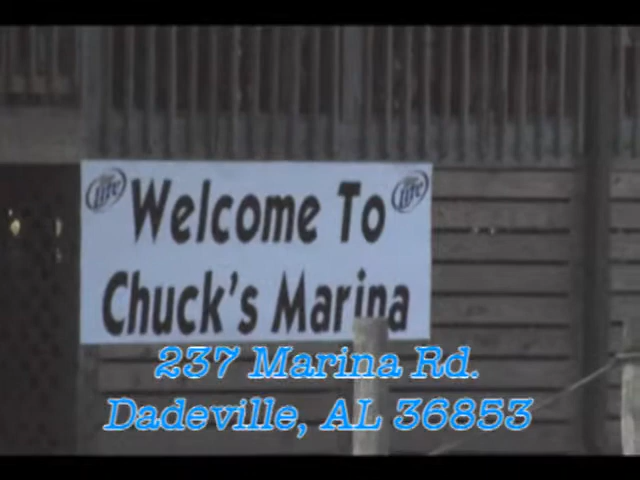 Lite Welcome To Lite
Chuck's Marina
237 Marina Rd.
Dadeville, AL 36853